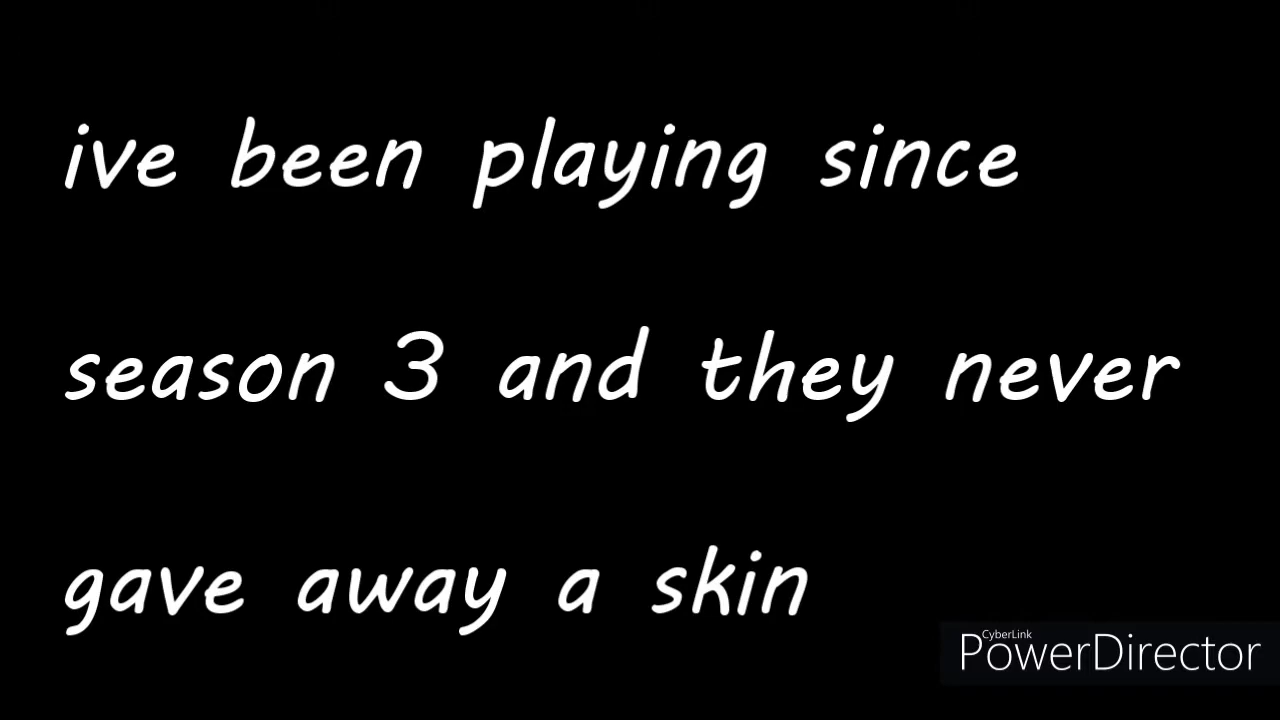 ive been playing since
season 3 and they never
gave away a skin
CyberLink
PowerDirector